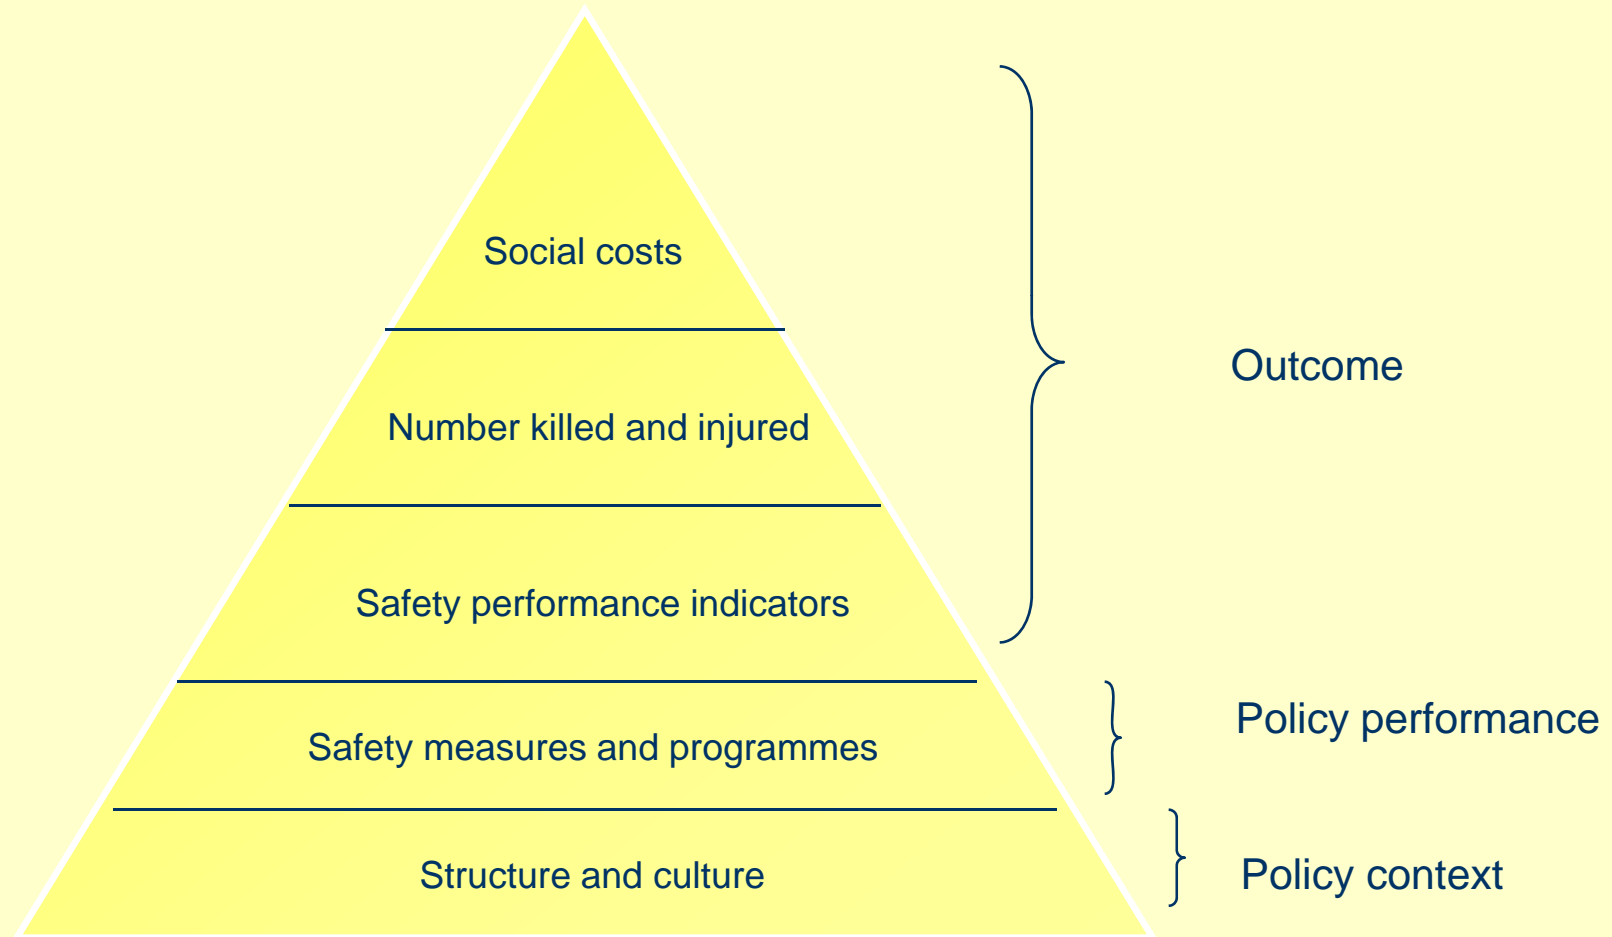 Social costs
Number killed and injured
Safety performance indicators
Safety measures and programmes
Structure and culture
Outcome
Policy performance
Policy context